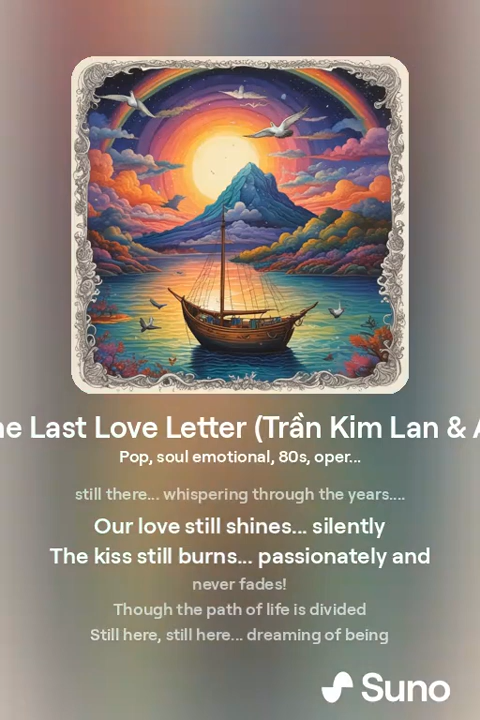 e Last Love Letter (Trần Kim Lan &
Pop, soul emotional, 80s, oper...
still there... whispering through the years....
Our love still shines... silently
The kiss still burns... passionately and
never fades!
Though the path of life is divided
Still here, still here... dreaming of being
Suno